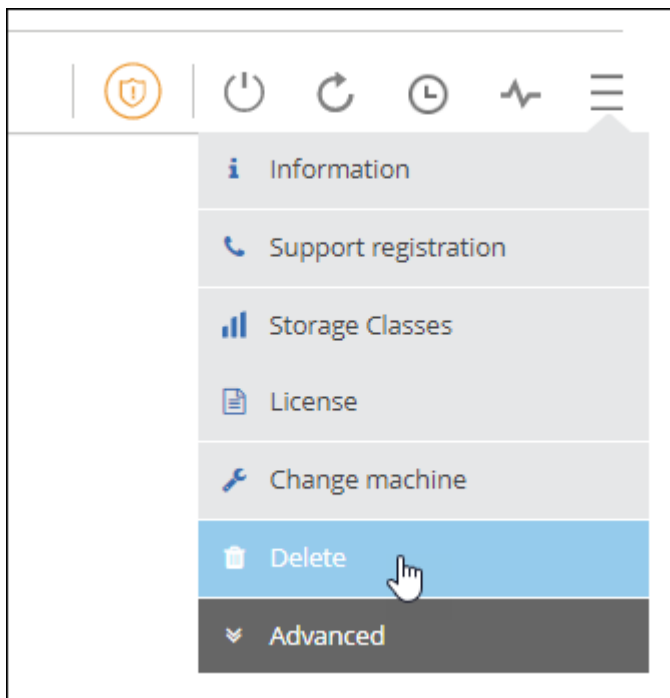 Information
Support registration
Storage Classes
License
Change machine
Delete
Advanced